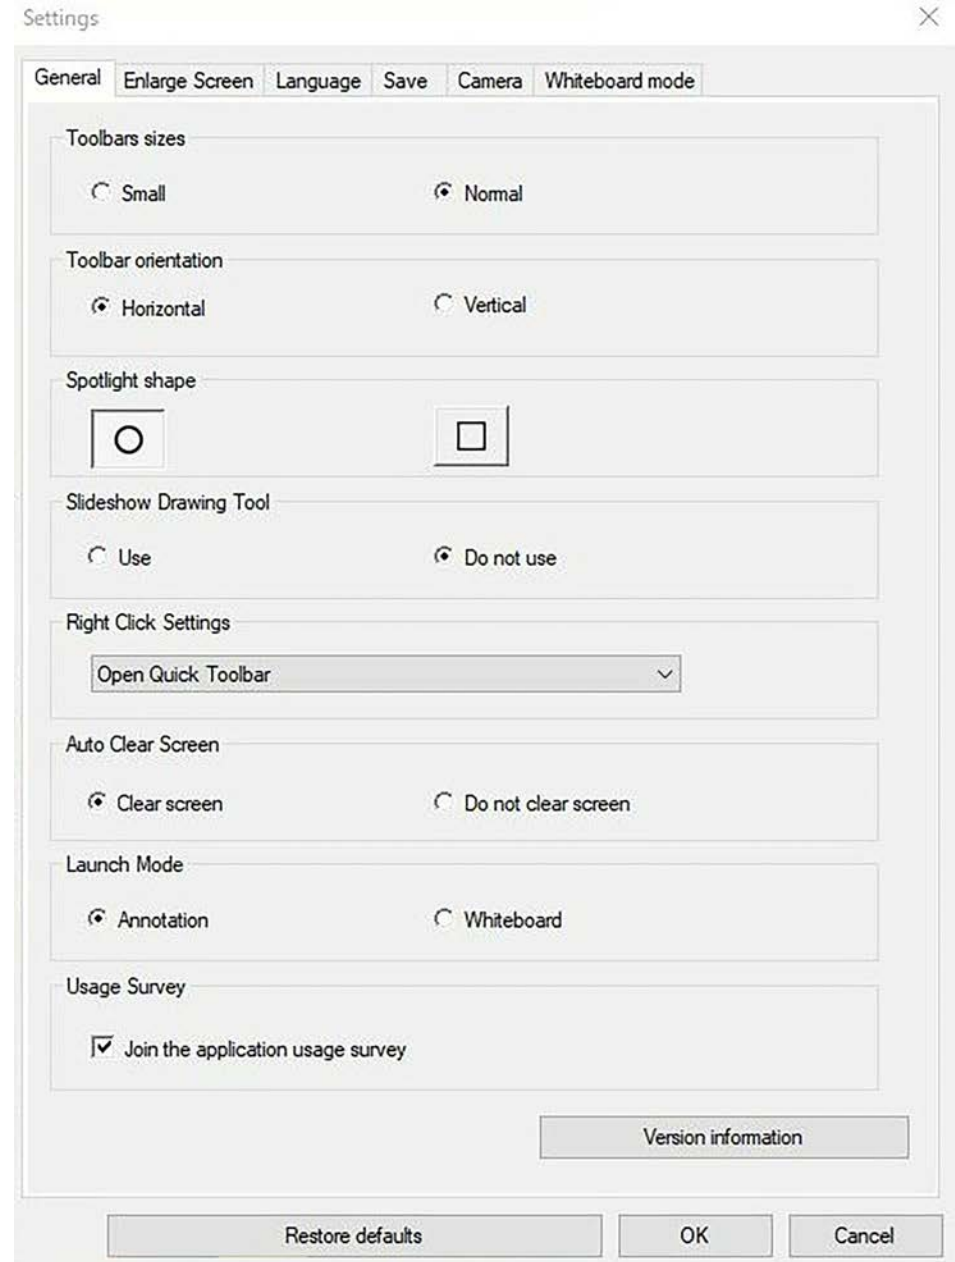 Settings
General Enlarge Screen Language Save Camera Whiteboard mode
Toolbars sizes
Small Normal
Toolbar orientation
Horizontal Vertical
Spotlight shape
Slideshow Drawing Tool
Use Do not use
Right Click Settings
Open Quick Toolbar
Auto Clear Screen
Clear screen Do not clear screen
Launch Mode
Annotation Whiteboard
Usage Survey
Join the application usage survey
Version information
Restore defaults OK Cancel